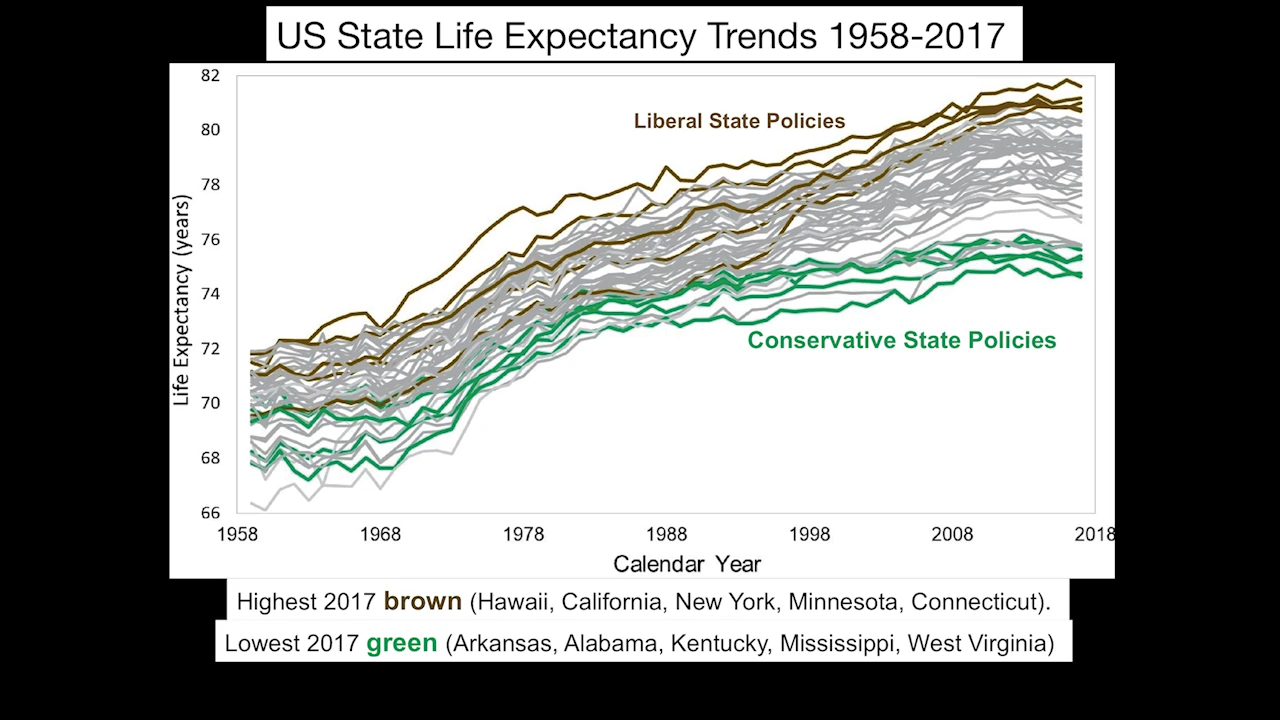 US State Life Expectancy Trends 1958-2017
82
80
78
76
74
72
70
68
66
Life Expectancy (years)
Liberal State Policies
Conservative State Policies
1958 1968 1978 1988 1998 2008 2018
Calendar Year
Highest 2017 brown (Hawaii, California, New York, Minnesota, Connecticut).
Lowest 2017 green (Arkansas, Alabama, Kentucky, Mississippi, West Virginia)